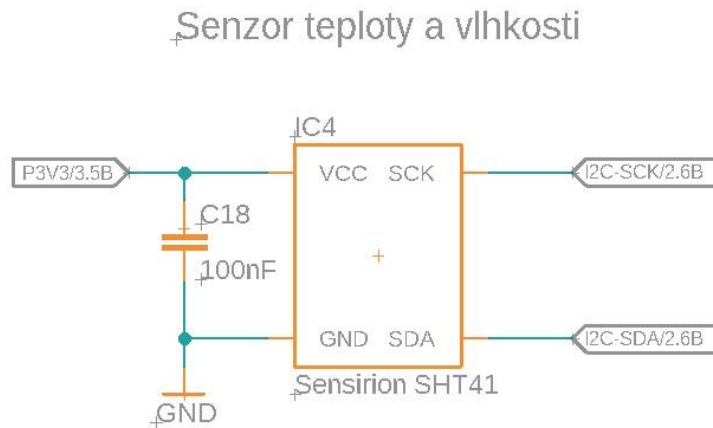 Senzor teploty a vlhkosti
IC4
P3V3/3.5B
VCC SCK
I2C-SCK/2.6B
C18
100nF
GND SDA
I2C-SDA/2.6B
Sensirion SHT41
GND